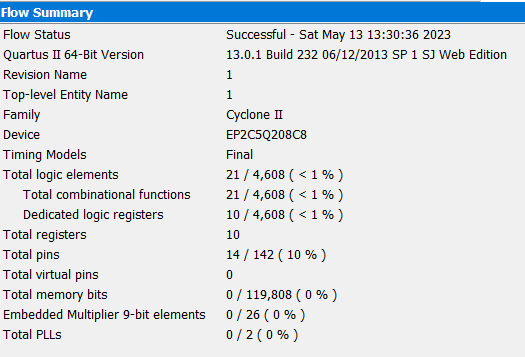 Flow Summary
Flow Status Successful - Sat May 13 13:30:36 2023
Quartus II 64-Bit Version 13.0.1 Build 232 06/12/2013 SP 1 SJ Web Edition
Revision Name 1
Top-level Entity Name 1
Family Cyclone II
Device EP2C5Q208C8
Timing Models Final
Total logic elements 21 / 4,608 ( < 1 % )
Total combinational functions 21 / 4,608 ( < 1 % )
Dedicated logic registers 10 / 4,608 ( < 1 % )
Total registers 10
Total pins 14 / 142 ( 10 % )
Total virtual pins 0
Total memory bits 0 / 119,808 ( 0 % )
Embedded Multiplier 9-bit elements 0 / 26 ( 0 % )
Total PLLs 0 / 2 ( 0 % )